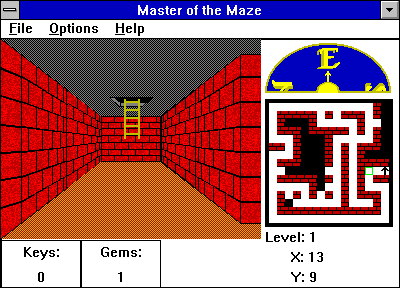 Master of the Maze
File Options Help
N E S
Level: 1
X: 13
Y: 9
Keys: Gems:
0 1